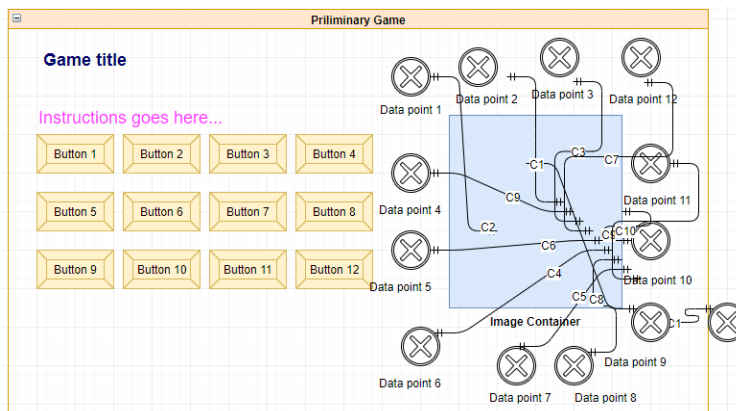 Priliminary Game
Game title
Instructions goes here...
Button 1
Button 2
Button 3
Button 4
Button 5
Button 6
Button 7
Button 8
Button 9
Button 10
Button 11
Button 12
Data point 1
Data point 2
Data point 3
Data point 12
C1
C3
C7
Data point 4
C9
Data point 11
C2
C6
C9
C10
Data point 5
C4
Data point 10
C5
C8
Image Container
C1
Data point 6
Data point 7
Data point 8
Data point 9